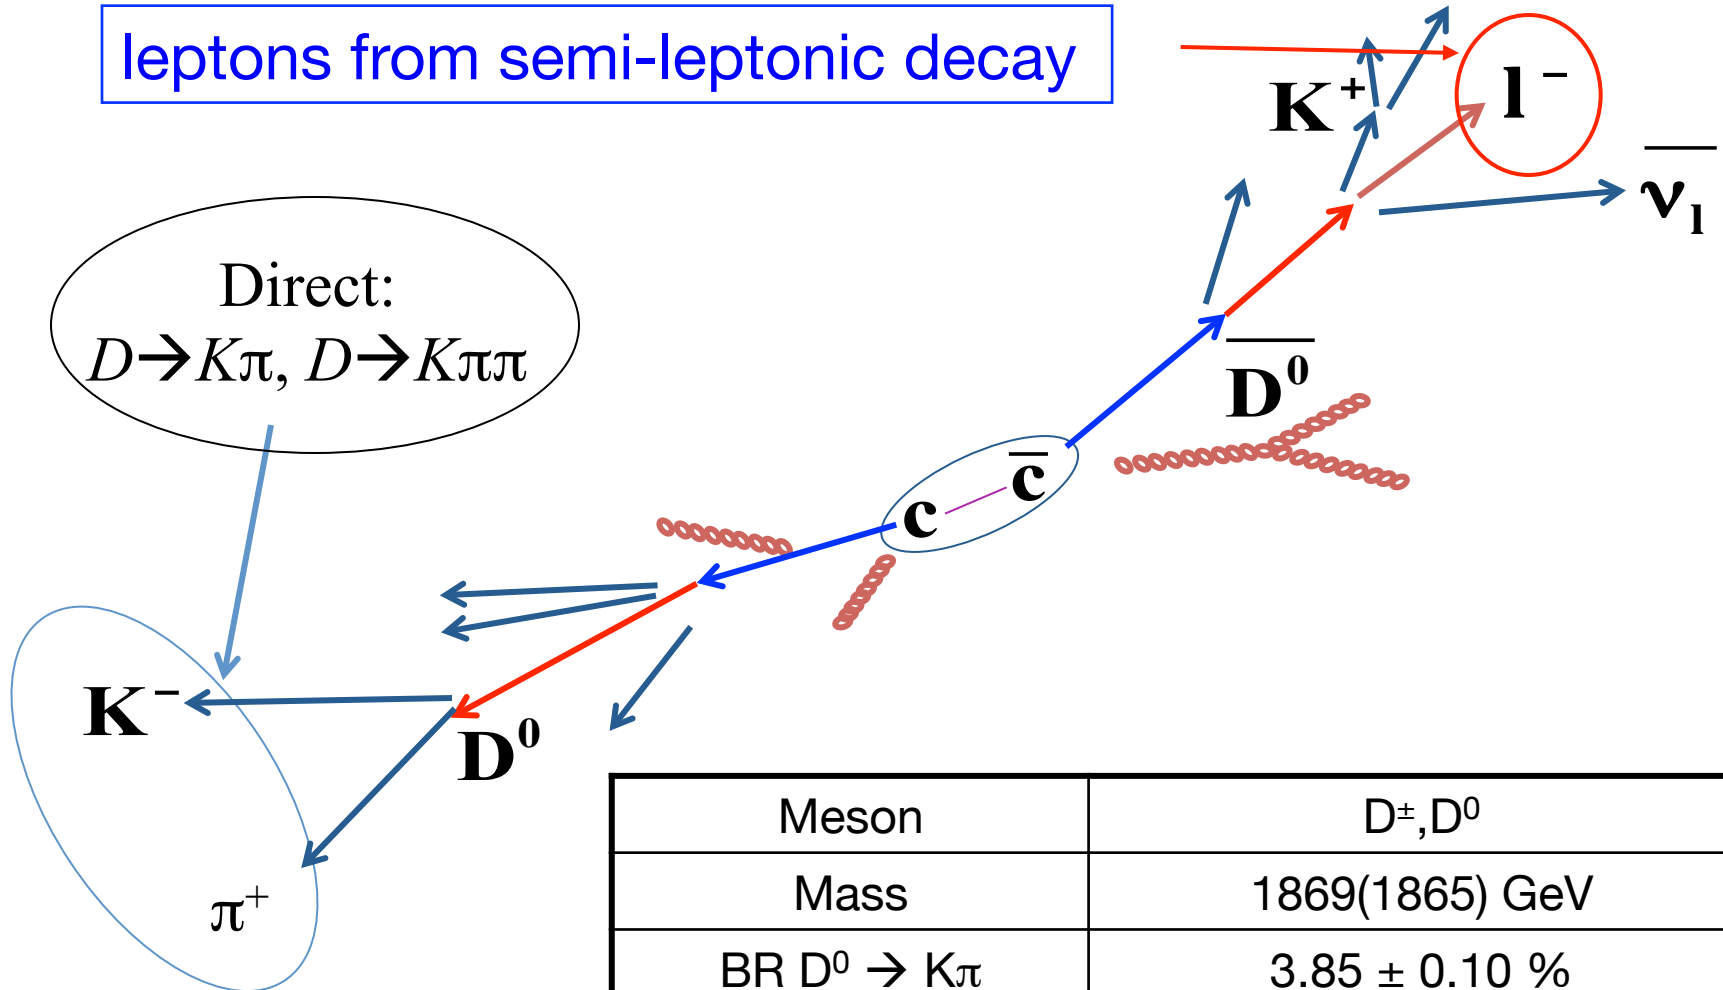 leptons from semi-leptonic decay
K⁺
l⁻
ν̅ₗ
Direct:
D→Kπ, D→Kππ
D̅⁰
c c̅
K⁻
D⁰
π⁺
Meson D±,D⁰
Mass 1869(1865) GeV
BR D⁰ → Kπ 3.85 ± 0.10 %